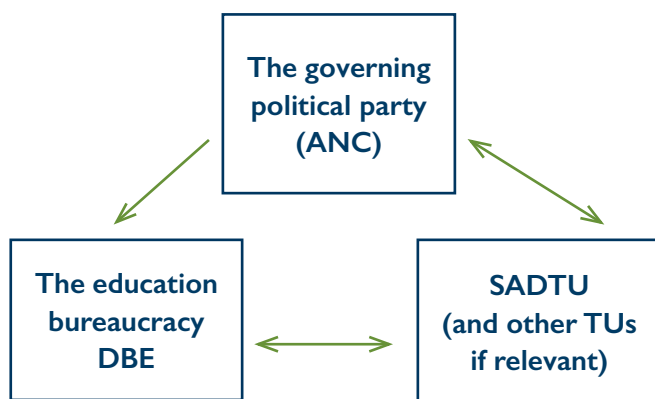 The governing
political party
(ANC)
The education
bureaucracy
DBE
SADTU
(and other TUs
if relevant)